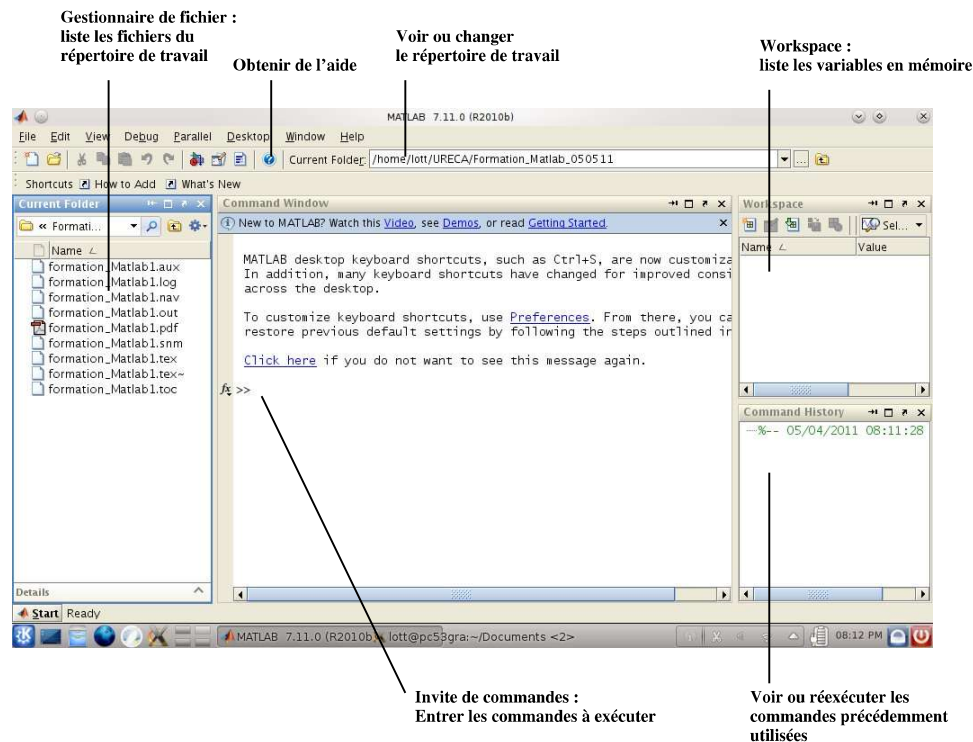 Gestionnaire de fichier :
liste les fichiers du
répertoire de travail
Obtenir de l'aide
Voir ou changer
le répertoire de travail
Workspace :
liste les variables en mémoire
MATLAB 7.11.0 (R2010b)
File Edit View Debug Parallel Desktop Window Help
Current Folder: /home/lott/URECA/Formation_Matlab_050511
Shortcuts How to Add What's New
Current Folder
« Formati...
Name
formation_Matlab1.aux
formation_Matlab1.log
formation_Matlab1.nav
formation_Matlab1.out
formation_Matlab1.pdf
formation_Matlab1.snm
formation_Matlab1.tex
formation_Matlab1.tex~
formation_Matlab1.toc
Details
Command Window
New to MATLAB? Watch this Video, see Demos, or read Getting Started.
MATLAB desktop keyboard shortcuts, such as Ctrl+S, are now customiza
In addition, many keyboard shortcuts have changed for improved consi
across the desktop.
To customize keyboard shortcuts, use Preferences. From there, you ca
restore previous default settings by following the steps outlined in
Click here if you do not want to see this message again.
fx >>
Workspace
Sel...
Name Value
Command History
%-- 05/04/2011 08:11:28
Start Ready
MATLAB 7.11.0 (R2010b) lott@pc53gra:~/Documents <2>
08:12 PM
Invite de commandes :
Entrer les commandes à exécuter
Voir ou réexécuter les
commandes précédemment
utilisées